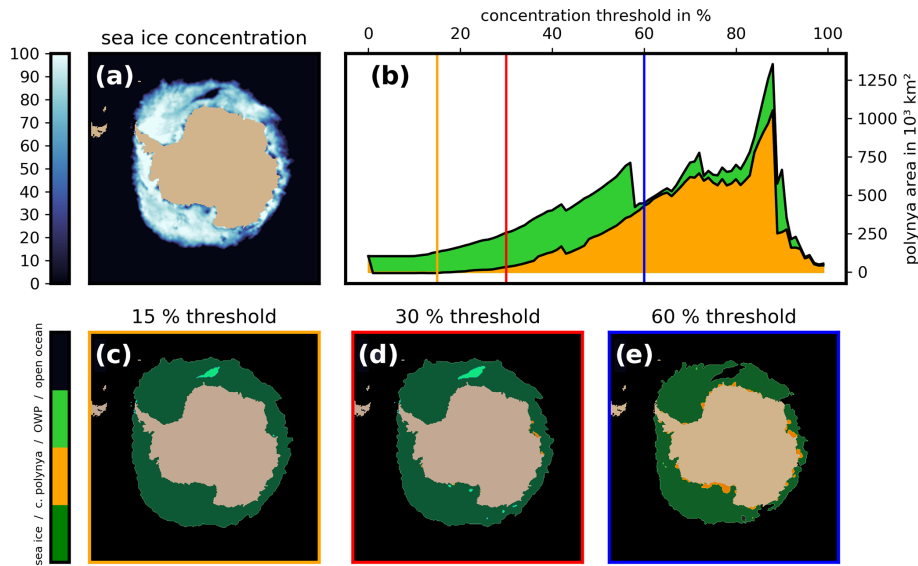 concentration threshold in %
sea ice concentration
0 20 40 60 80 100
100
90
80
70
60
50
40
30
20
10
0
(a)
(b)
1250
1000
750
500
250
0
polynya area in 10³ km²
15 % threshold
30 % threshold
60 % threshold
(c)
(d)
(e)
sea ice / c. polynya / OWP / open ocean